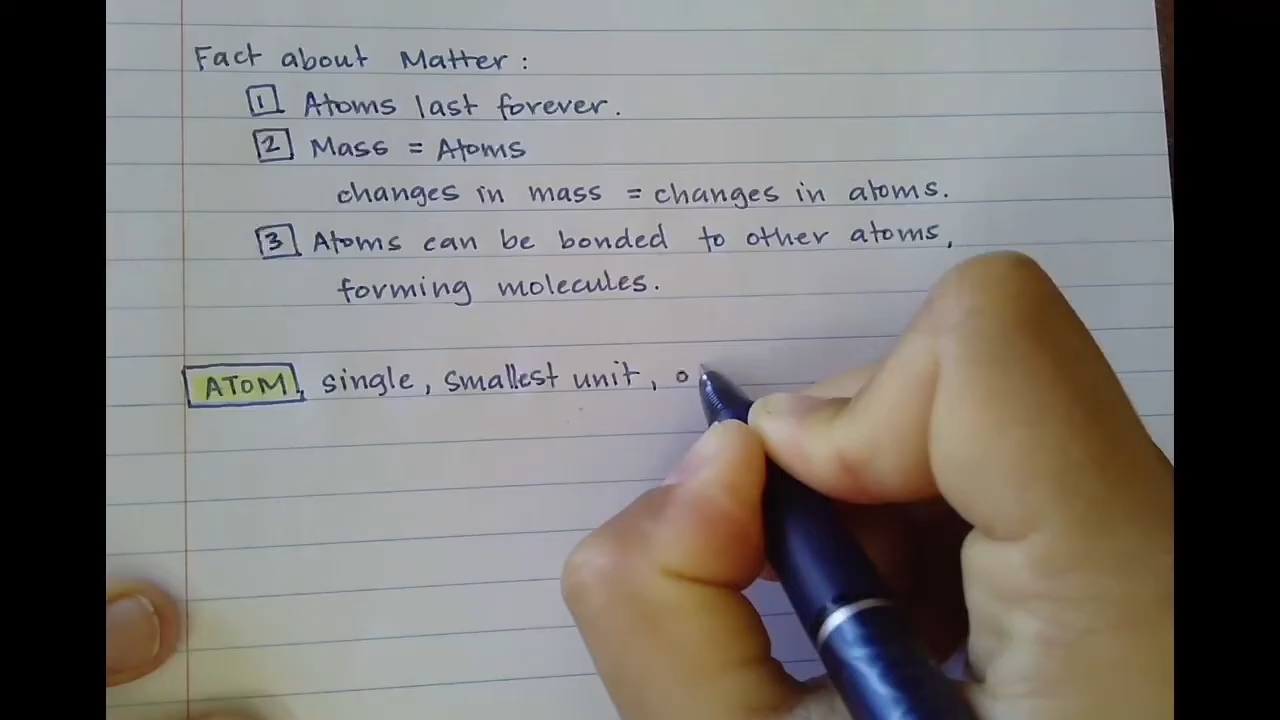 Fact about Matter:
1 Atoms last forever.
2 Mass = Atoms
changes in mass = changes in atoms.
3 Atoms can be bonded to other atoms,
forming molecules.
ATOM, single, smallest unit, o